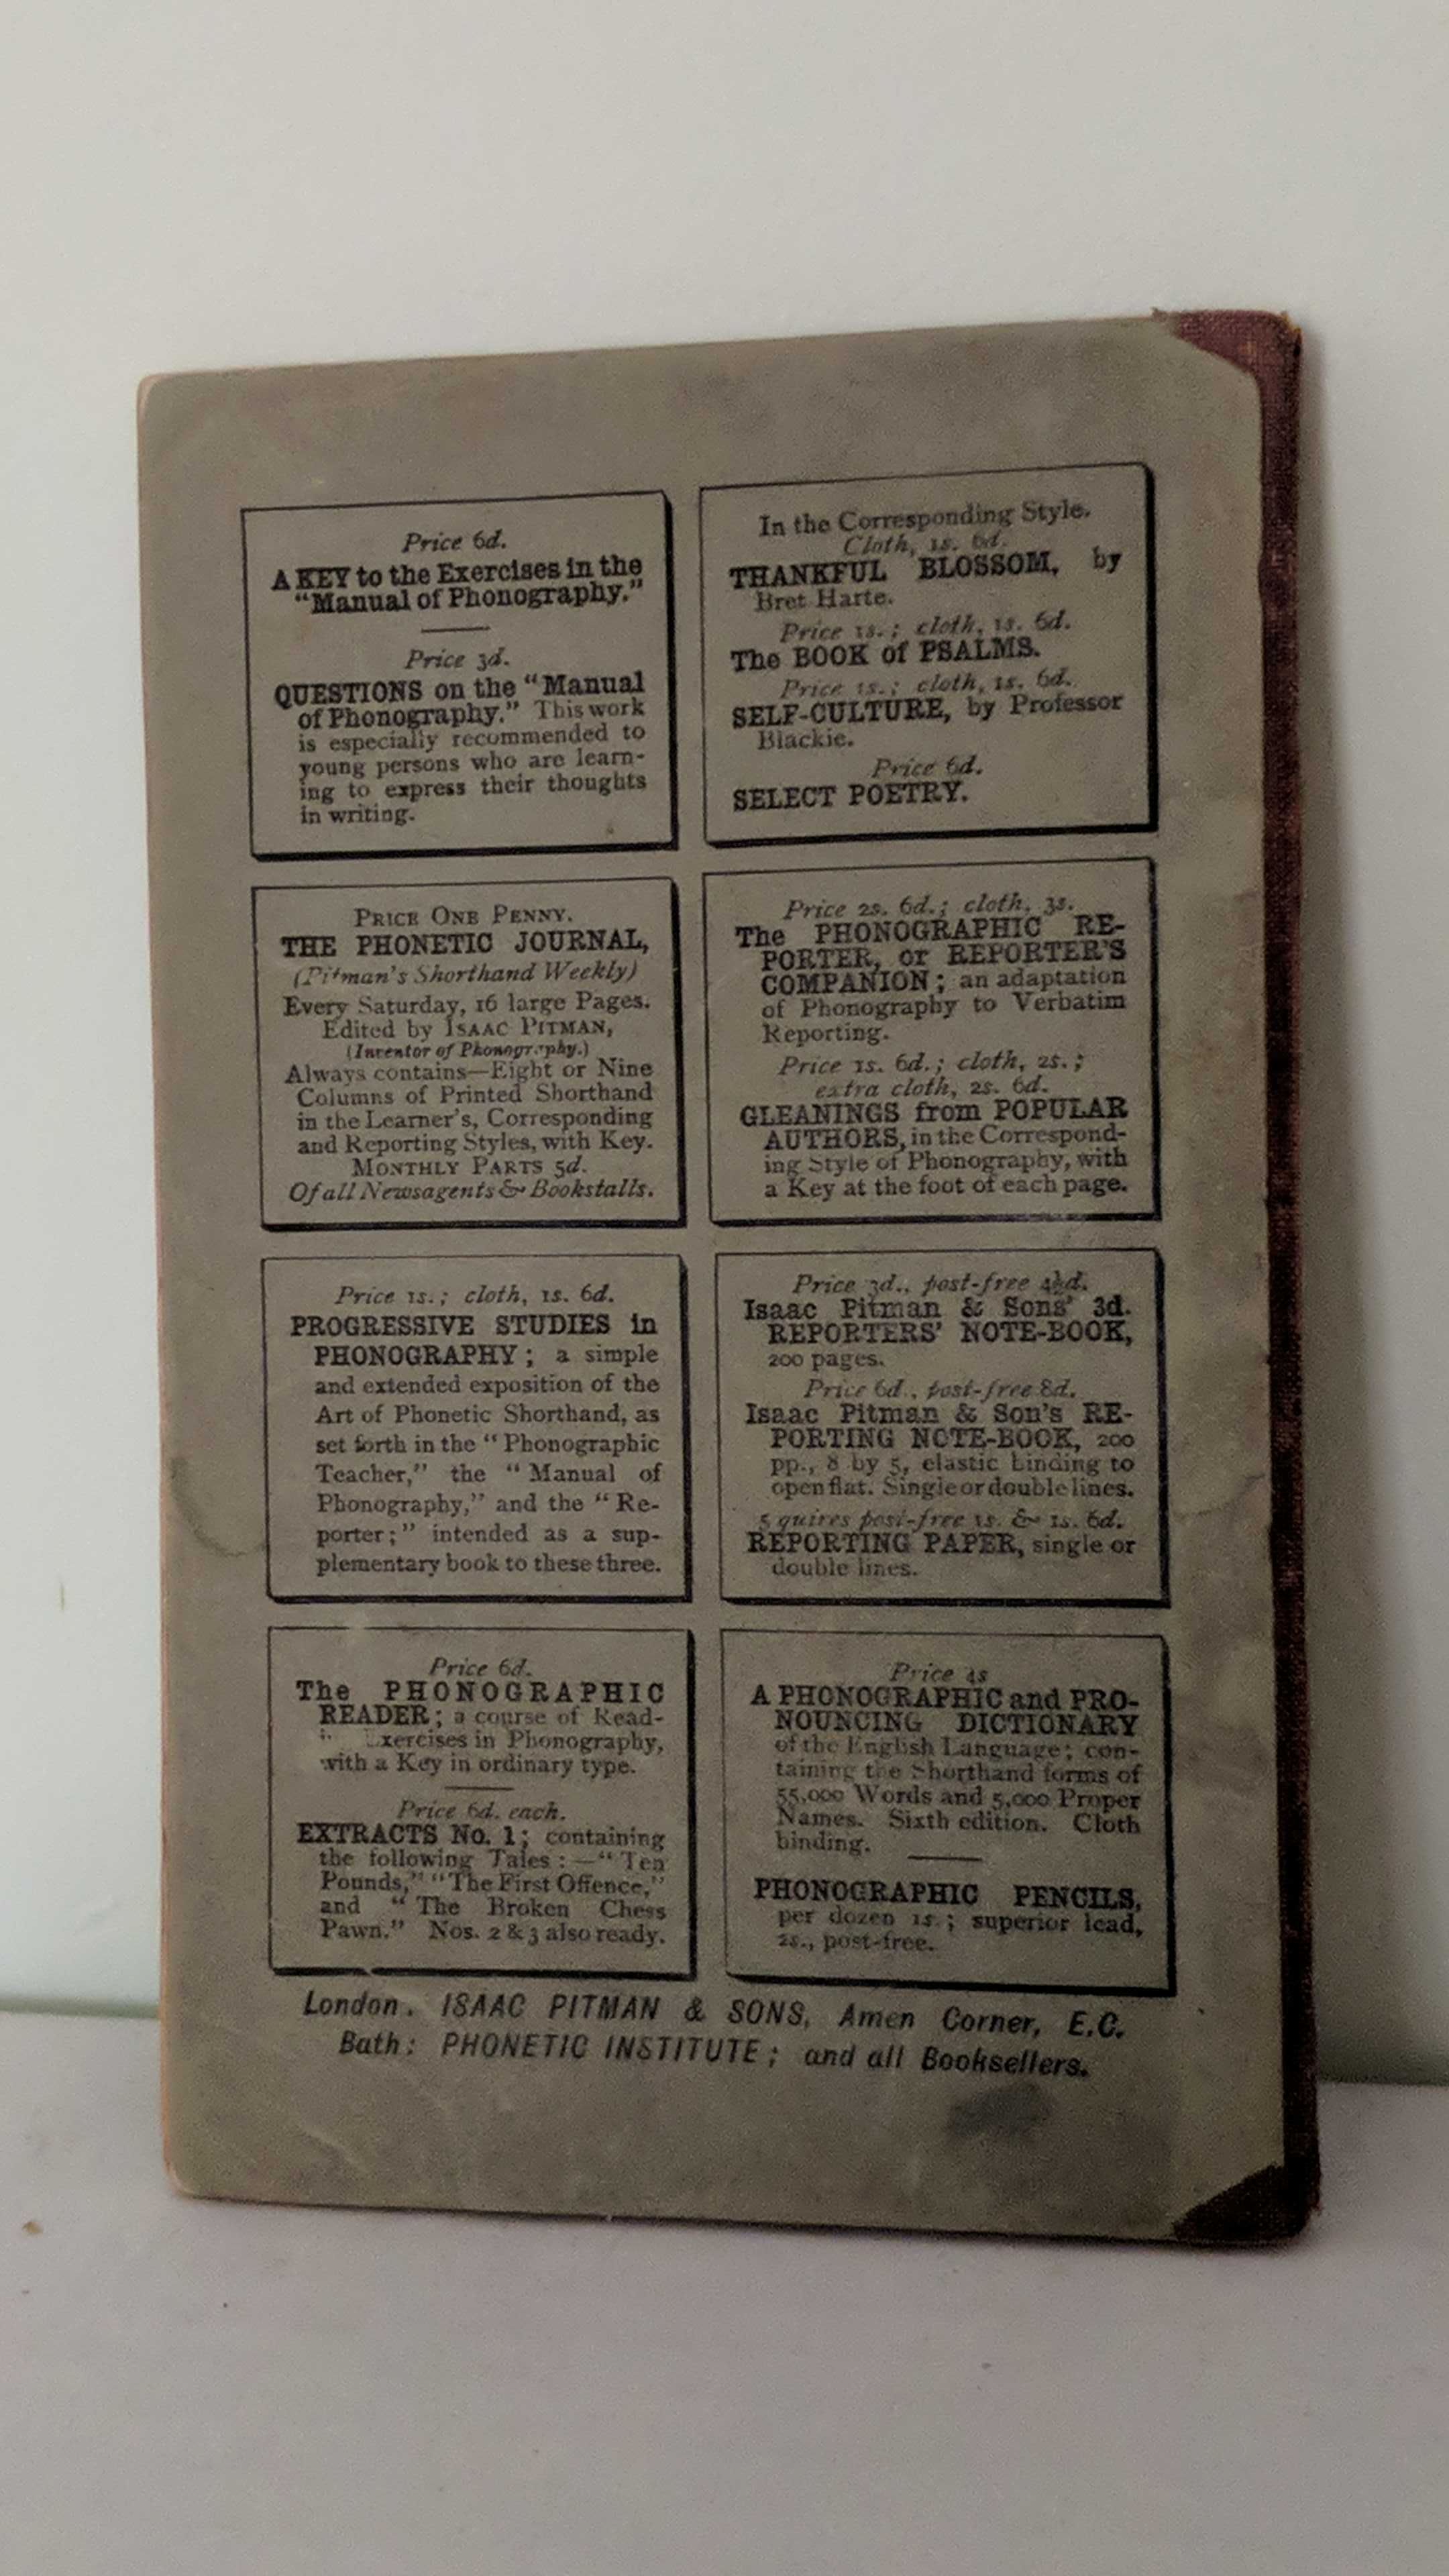 Price 6d.
A KEY to the Exercises in the
"Manual of Phonography."
Price 3d.
QUESTIONS on the "Manual
of Phonography." This work
is especially recommended to
young persons who are learn-
ing to express their thoughts
in writing.
In the Corresponding Style.
Cloth, 1s. 6d.
THANKFUL BLOSSOM, by
Bret Harte.
Price 1s.; cloth, 1s. 6d.
The BOOK of PSALMS.
Price 1s.; cloth, 1s. 6d.
SELF-CULTURE, by Professor
Blackie.
Price 6d.
SELECT POETRY.
PRICE ONE PENNY.
THE PHONETIC JOURNAL,
(Pitman's Shorthand Weekly)
Every Saturday, 16 large Pages.
Edited by ISAAC PITMAN,
(Inventor of Phonography.)
Always contains—Eight or Nine
Columns of Printed Shorthand
in the Learner's, Corresponding
and Reporting Styles, with Key.
MONTHLY PARTS 5d.
Of all Newsagents & Bookstalls.
Price 2s. 6d.; cloth, 3s.
The PHONOGRAPHIC RE-
PORTER, or REPORTER'S
COMPANION; an adaptation
of Phonography to Verbatim
Reporting.
Price 1s. 6d.; cloth, 2s.;
extra cloth, 2s. 6d.
GLEANINGS from POPULAR
AUTHORS, in the Correspond-
ing Style of Phonography, with
a Key at the foot of each page.
Price 1s.; cloth, 1s. 6d.
PROGRESSIVE STUDIES in
PHONOGRAPHY; a simple
and extended exposition of the
Art of Phonetic Shorthand, as
set forth in the "Phonographic
Teacher," the "Manual of
Phonography," and the "Re-
porter;" intended as a sup-
plementary book to these three.
Price 3d., post-free 4½d.
Isaac Pitman & Sons' 3d.
REPORTERS' NOTE-BOOK,
200 pages.
Price 6d., post-free 8d.
Isaac Pitman & Son's RE-
PORTING NOTE-BOOK, 200
pp., 8 by 5, elastic binding to
open flat. Single or double lines.
5 quires post-free 1s. & 1s. 6d.
REPORTING PAPER, single or
double lines.
Price 6d.
The PHONOGRAPHIC
READER; a course of Read-
Exercises in Phonography,
with a Key in ordinary type.
Price 6d. each.
EXTRACTS No. 1; containing
the following Tales:—"Ten
Pounds," "The First Offence,"
and "The Broken Chess
Pawn." Nos. 2 & 3 also ready.
Price 4s
A PHONOGRAPHIC and PRO-
NOUNCING DICTIONARY
of the English Language; con-
taining the Shorthand forms of
55,000 Words and 5,000 Proper
Names. Sixth edition. Cloth
binding.
PHONOGRAPHIC PENCILS,
per dozen 1s.; superior lead,
2s., post-free.
London. ISAAC PITMAN & SONS, Amen Corner, E.C.
Bath: PHONETIC INSTITUTE; and all Booksellers.